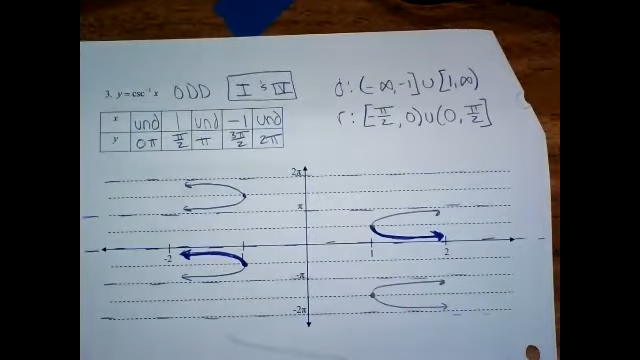 3. y = csc⁻¹ x ODD I & IV
d: (-∞, -1] ∪ [1, ∞)
r: [-π/2, 0) ∪ (0, π/2]
x und 1 und -1 und
y 0π π/2 π 3π/2 2π
2π
π
-2 1 2
-π
-2π